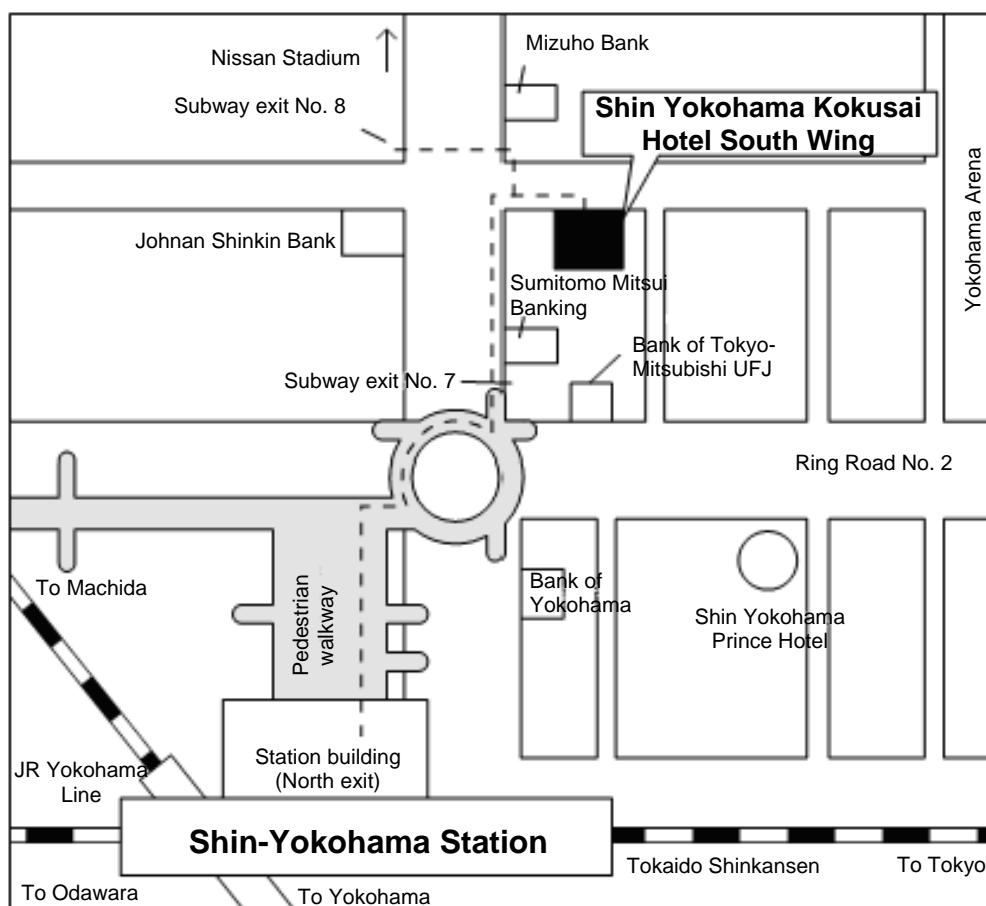 Mizuho Bank
Nissan Stadium
Subway exit No. 8
Shin Yokohama Kokusai
Hotel South Wing
Yokohama Arena
Johnan Shinkin Bank
Sumitomo Mitsui
Banking
Bank of Tokyo-
Mitsubishi UFJ
Subway exit No. 7
Ring Road No. 2
To Machida
Pedestrian
walkway
Bank of
Yokohama
Shin Yokohama
Prince Hotel
JR Yokohama
Line
Station building
(North exit)
Shin-Yokohama Station
Tokaido Shinkansen
To Tokyo
To Odawara
To Yokohama